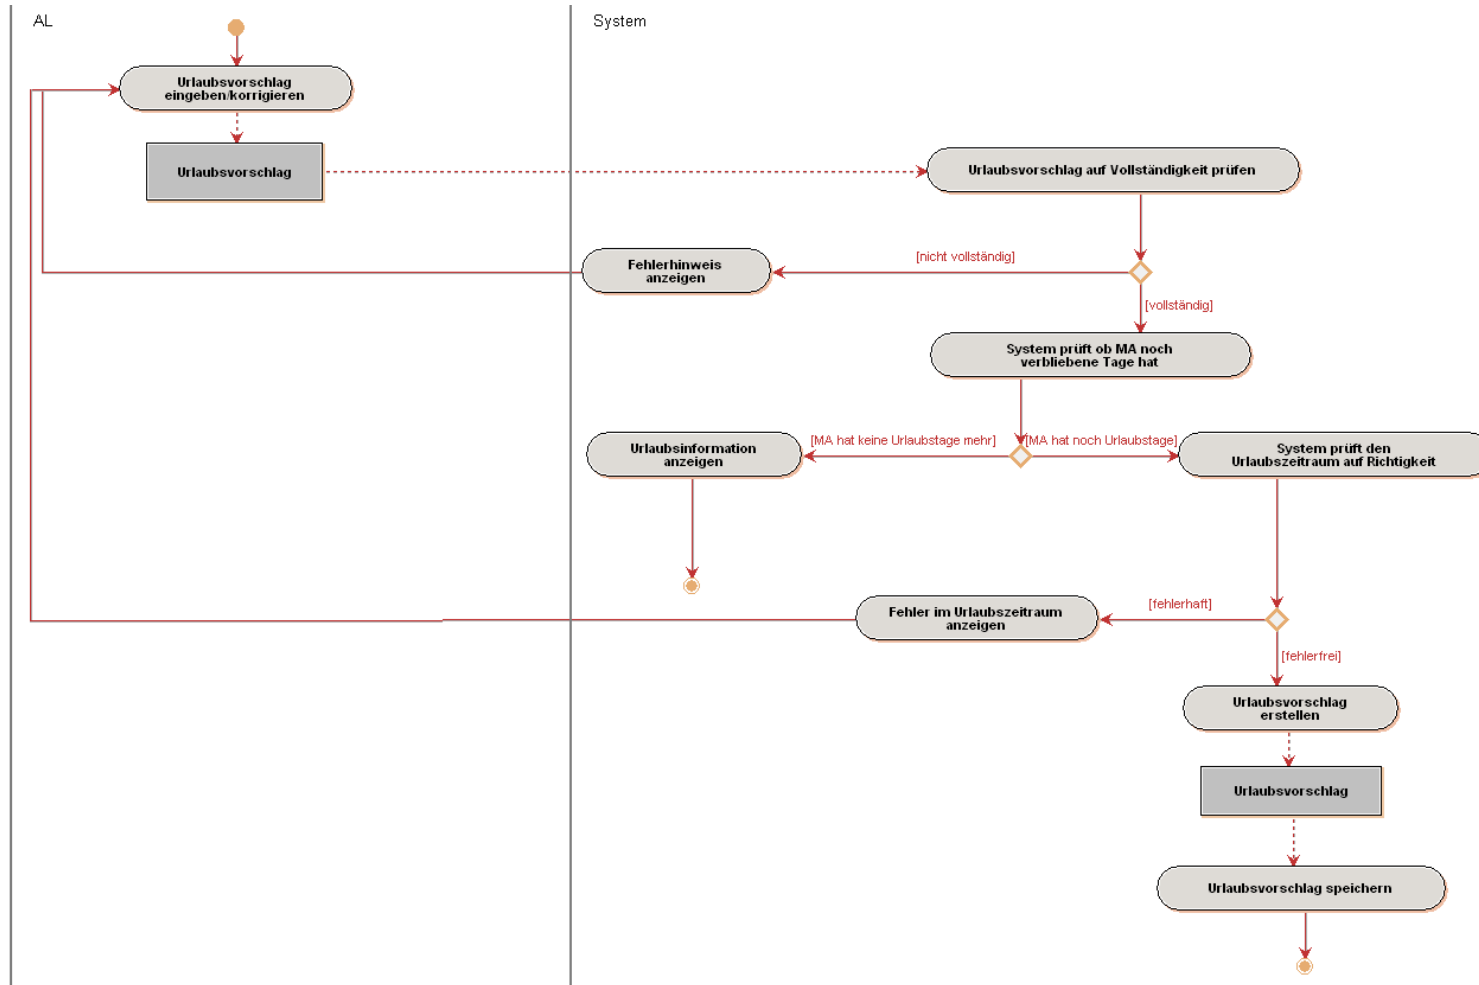 AL
System
Urlaubsvorschlag
eingeben/korrigieren
Urlaubsvorschlag
Urlaubsvorschlag auf Vollständigkeit prüfen
[nicht vollständig]
Fehlerhinweis
anzeigen
[vollständig]
System prüft ob MA noch
verbliebene Tage hat
[MA hat keine Urlaubstage mehr]
[MA hat noch Urlaubstage]
Urlaubsinformation
anzeigen
System prüft den
Urlaubszeitraum auf Richtigkeit
[fehlerhaft]
Fehler im Urlaubszeitraum
anzeigen
[fehlerfrei]
Urlaubsvorschlag
erstellen
Urlaubsvorschlag
Urlaubsvorschlag speichern